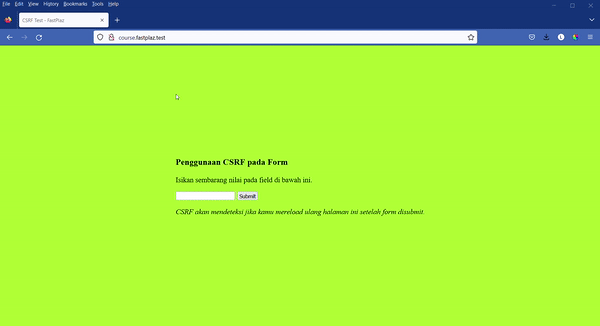 File Edit View History Bookmarks Tools Help
CSRF Test - FastPlaz
course.fastplaz.test
Penggunaan CSRF pada Form
Isikan sembarang nilai pada field di bawah ini.
Submit
CSRF akan mendeteksi jika kamu mereload ulang halaman ini setelah form disubmit.